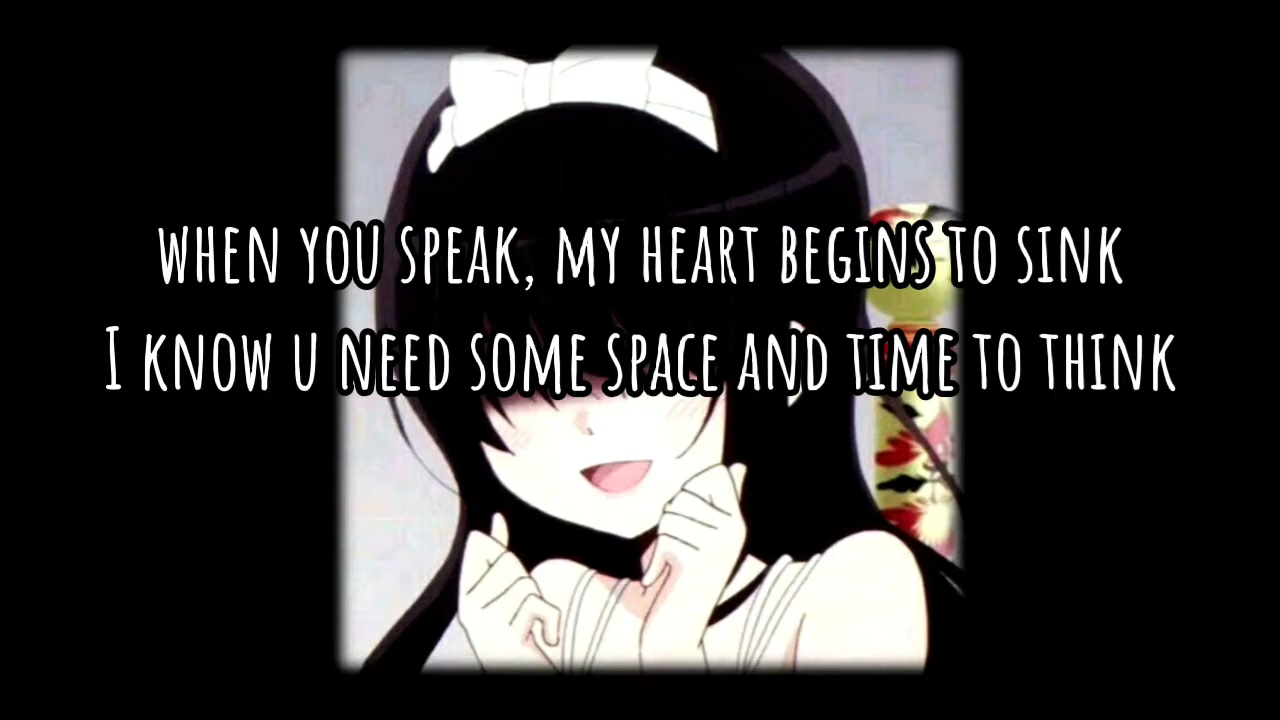 WHEN YOU SPEAK, MY HEART BEGINS TO SINK
I KNOW U NEED SOME SPACE AND TIME TO THINK